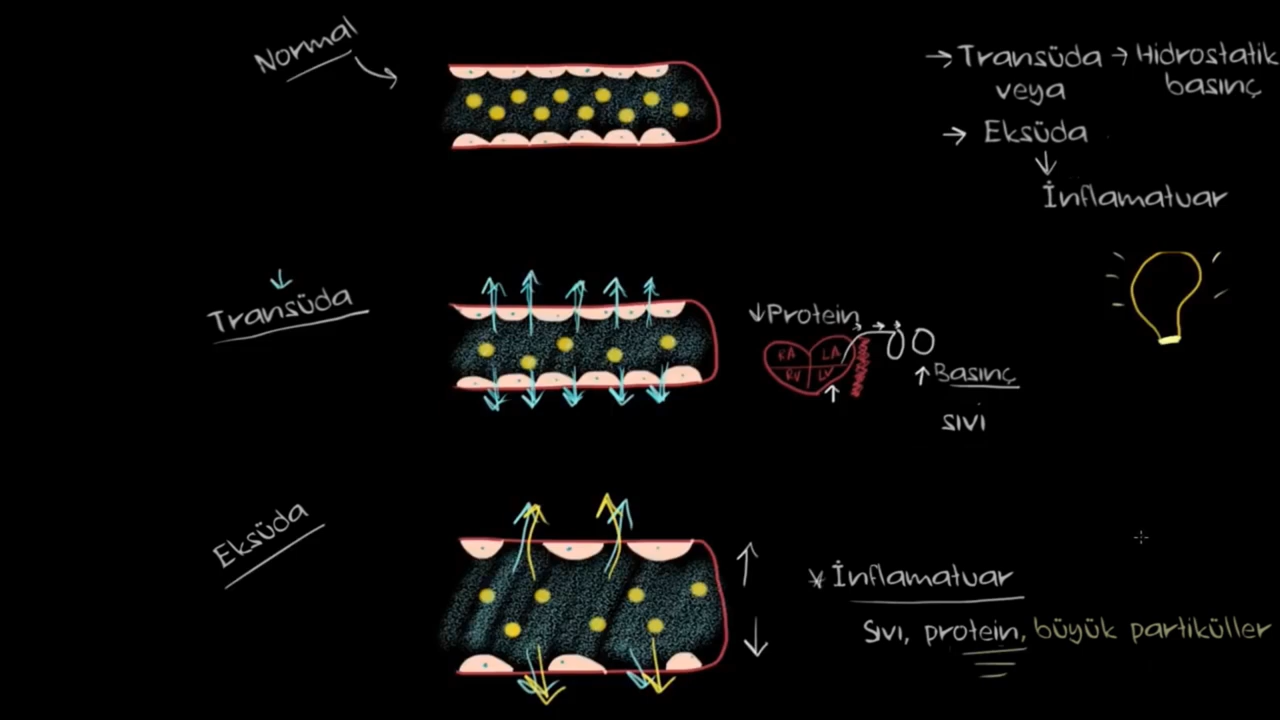 Normal
→ Transüda → Hidrostatik
veya basınç
→ Eksüda
İnflamatuar
Transüda
↓Protein
RA LA
RV LV
↑Basınç
sıvı
Eksüda
* İnflamatuar
Sıvı, protein, büyük partiküller